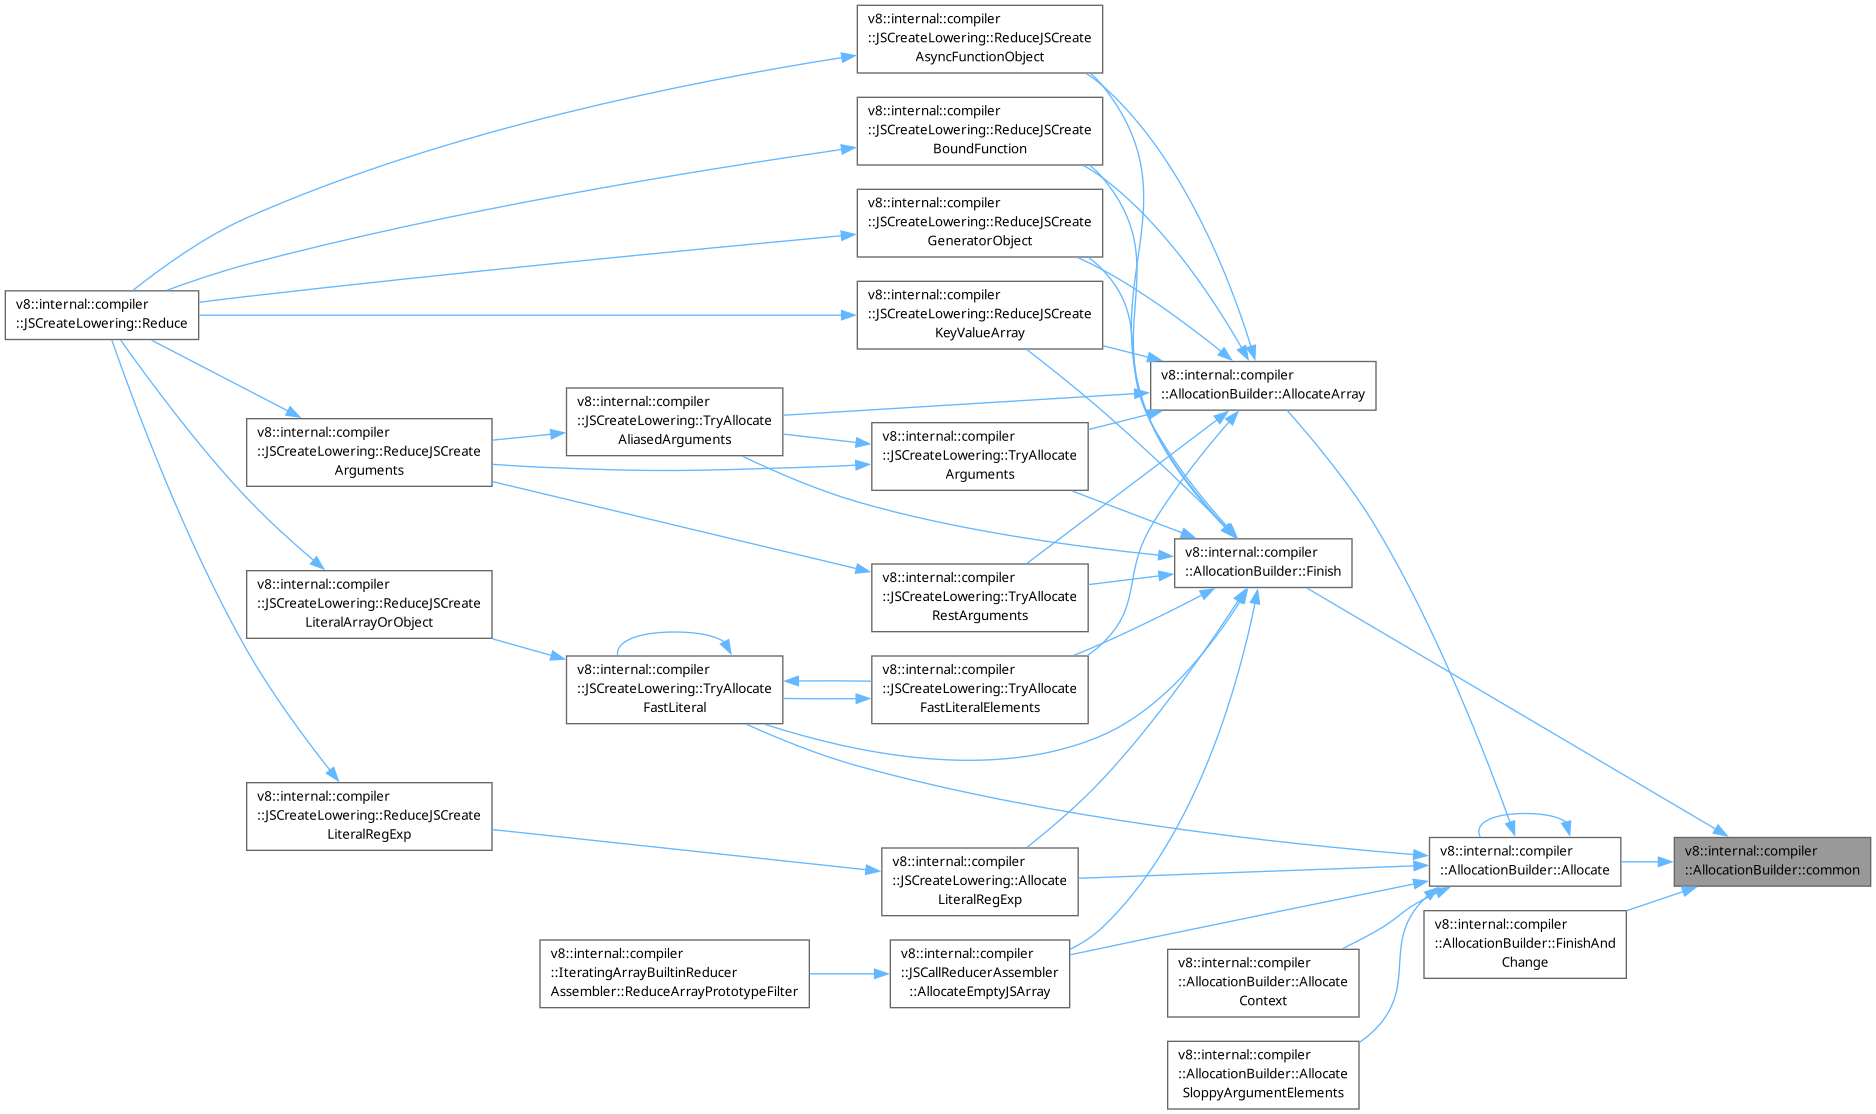 v8::internal::compiler
::JSCreateLowering::ReduceJSCreate
AsyncFunctionObject
v8::internal::compiler
::JSCreateLowering::ReduceJSCreate
BoundFunction
v8::internal::compiler
::JSCreateLowering::ReduceJSCreate
GeneratorObject
v8::internal::compiler
::JSCreateLowering::Reduce
v8::internal::compiler
::JSCreateLowering::ReduceJSCreate
KeyValueArray
v8::internal::compiler
::AllocationBuilder::AllocateArray
v8::internal::compiler
::JSCreateLowering::TryAllocate
AliasedArguments
v8::internal::compiler
::JSCreateLowering::ReduceJSCreate
Arguments
v8::internal::compiler
::JSCreateLowering::TryAllocate
Arguments
v8::internal::compiler
::AllocationBuilder::Finish
v8::internal::compiler
::JSCreateLowering::TryAllocate
RestArguments
v8::internal::compiler
::JSCreateLowering::ReduceJSCreate
LiteralArrayOrObject
v8::internal::compiler
::JSCreateLowering::TryAllocate
FastLiteral
v8::internal::compiler
::JSCreateLowering::TryAllocate
FastLiteralElements
v8::internal::compiler
::JSCreateLowering::ReduceJSCreate
LiteralRegExp
v8::internal::compiler
::JSCreateLowering::Allocate
LiteralRegExp
v8::internal::compiler
::AllocationBuilder::Allocate
v8::internal::compiler
::AllocationBuilder::common
v8::internal::compiler
::AllocationBuilder::FinishAnd
Change
v8::internal::compiler
::IteratingArrayBuiltinReducer
Assembler::ReduceArrayPrototypeFilter
v8::internal::compiler
::JSCallReducerAssembler
::AllocateEmptyJSArray
v8::internal::compiler
::AllocationBuilder::Allocate
Context
v8::internal::compiler
::AllocationBuilder::Allocate
SloppyArgumentElements